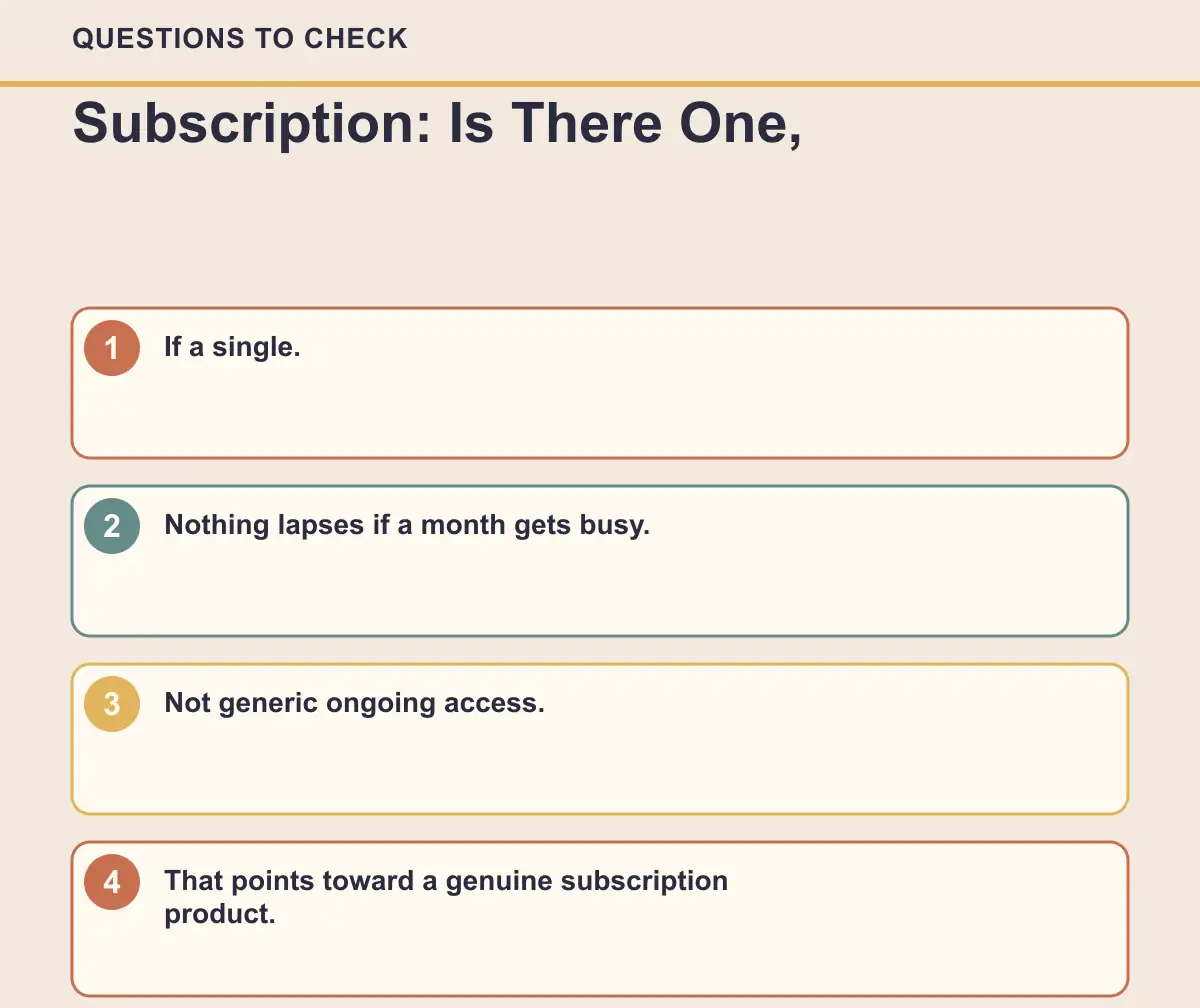 QUESTIONS TO CHECK
Subscription: Is There One,
1
If a single.
2
Nothing lapses if a month gets busy.
3
Not generic ongoing access.
4
That points toward a genuine subscription
product.